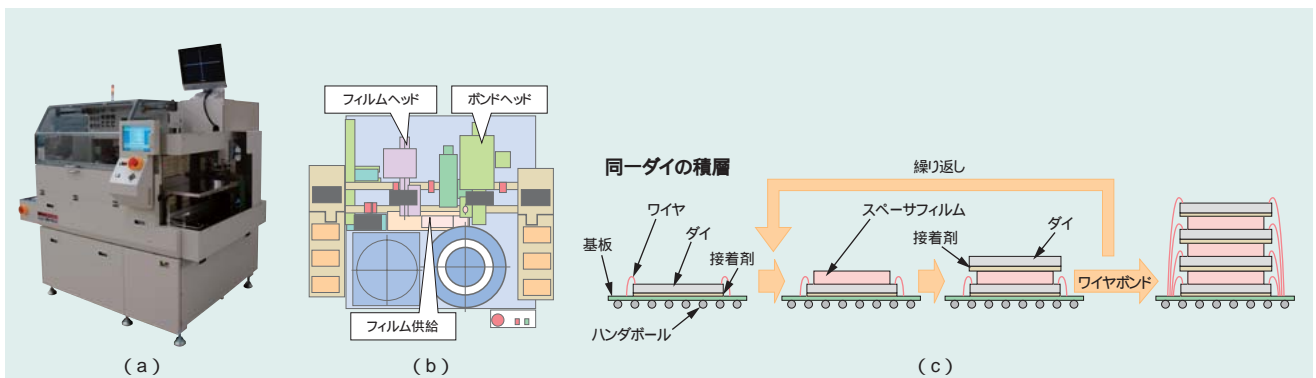 フィルムヘッド
ボンドヘッド
フィルム供給
同一ダイの積層
繰り返し
ワイヤ
ダイ
基板
接着剤
ハンダボール
スペーサフィルム
接着剤
ダイ
ワイヤボンド
(a)
(b)
(c)